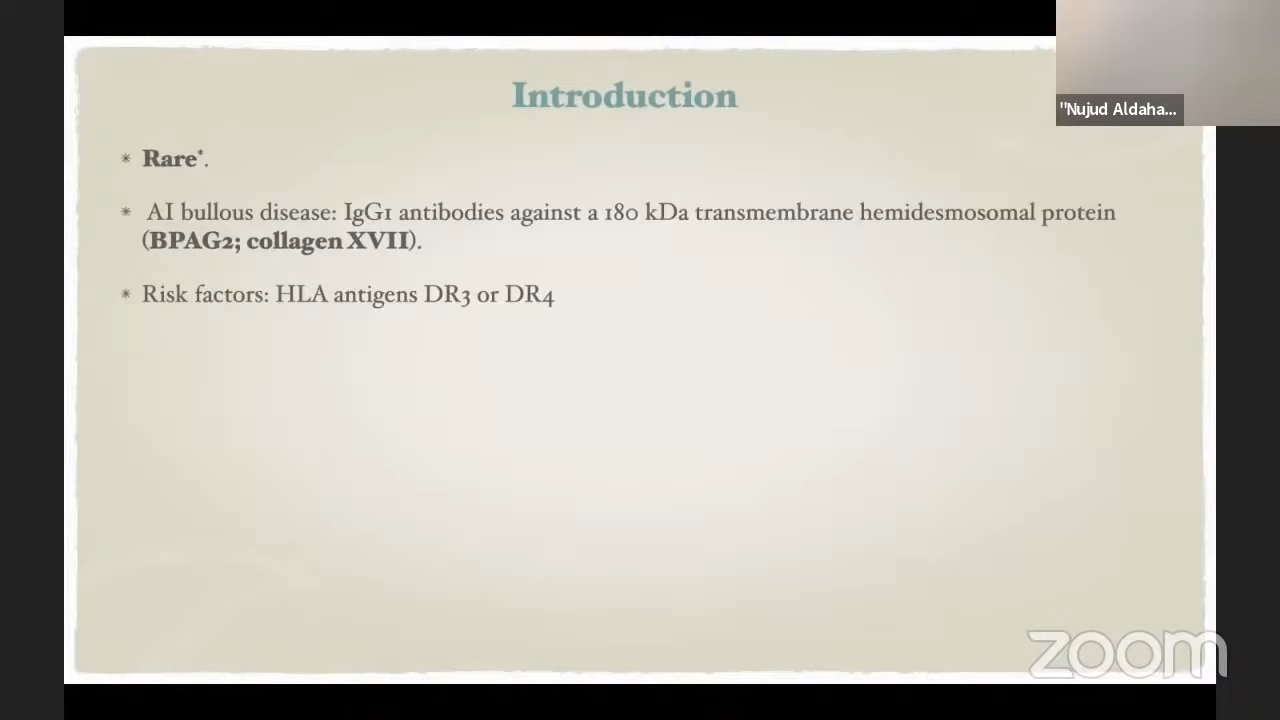 Introduction
"Nujud Aldaha...
* Rare*.
* AI bullous disease: IgG1 antibodies against a 180 kDa transmembrane hemidesmosomal protein
(BPAG2; collagen XVII).
* Risk factors: HLA antigens DR3 or DR4
zoom